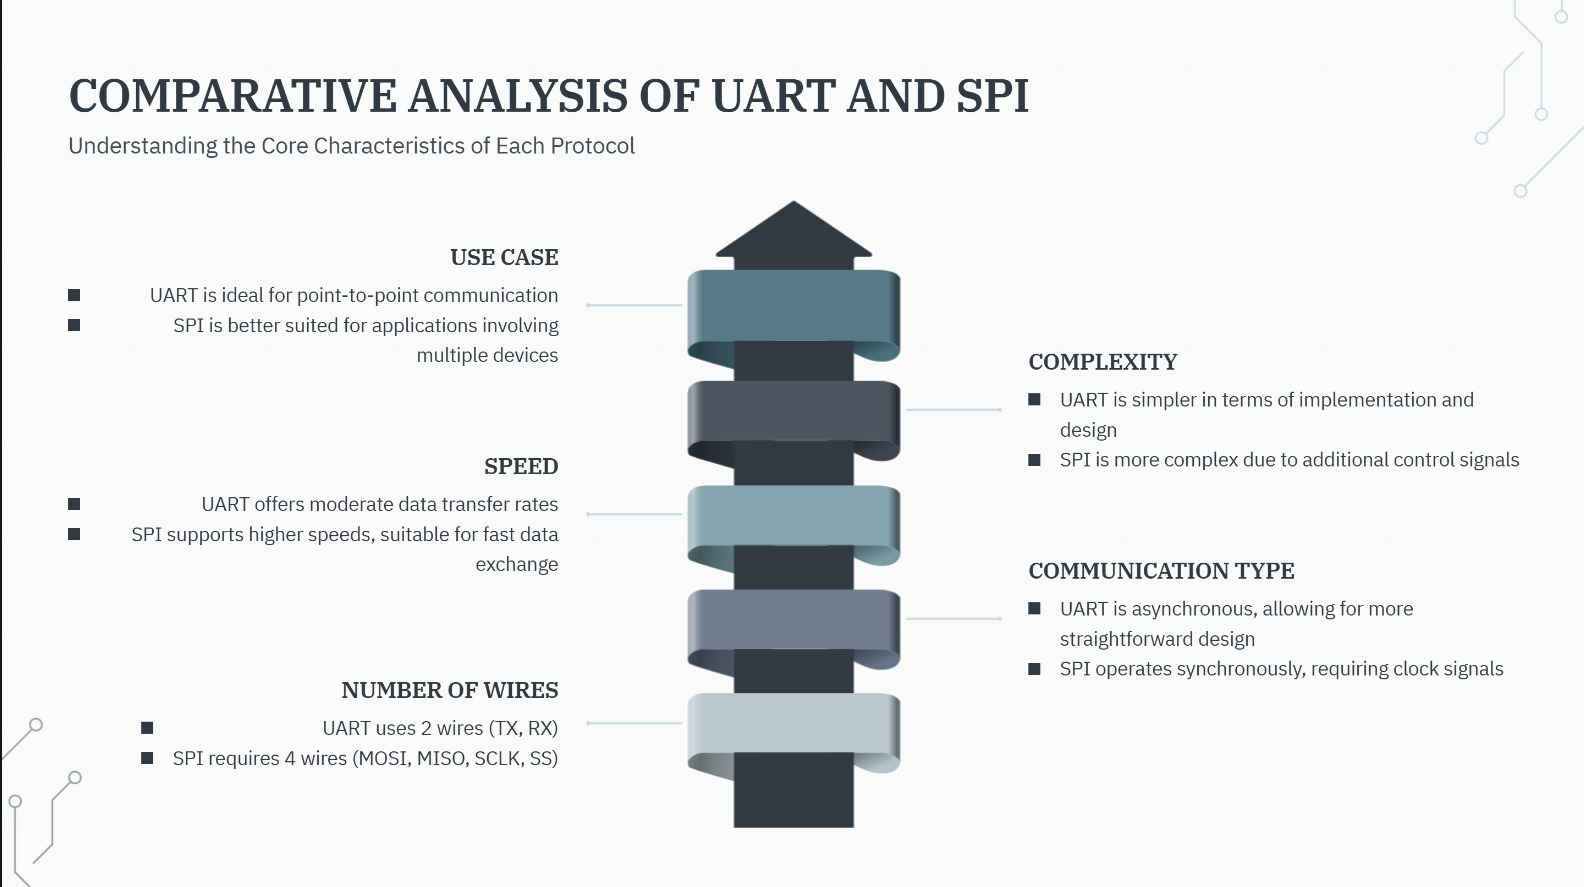 COMPARATIVE ANALYSIS OF UART AND SPI
Understanding the Core Characteristics of Each Protocol
USE CASE
UART is ideal for point-to-point communication
SPI is better suited for applications involving
multiple devices
COMPLEXITY
UART is simpler in terms of implementation and
design
SPI is more complex due to additional control signals
SPEED
UART offers moderate data transfer rates
SPI supports higher speeds, suitable for fast data
exchange
COMMUNICATION TYPE
UART is asynchronous, allowing for more
straightforward design
SPI operates synchronously, requiring clock signals
NUMBER OF WIRES
UART uses 2 wires (TX, RX)
SPI requires 4 wires (MOSI, MISO, SCLK, SS)